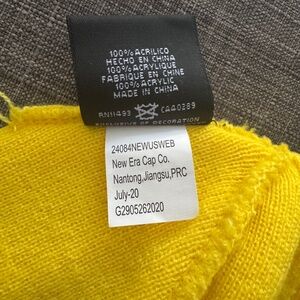 100% ACRILICO
HECHO EN CHINA
100% ACRYLIQUE
FABRIQUE EN CHINE
100% ACRYLIC
MADE IN CHINA
RN11493 CA40289
EXCLUSIVE OF DECORATION
24084NEWUSWEB
New Era Cap Co.
Nantong,Jiangsu,PRC
July-20
G2905262020